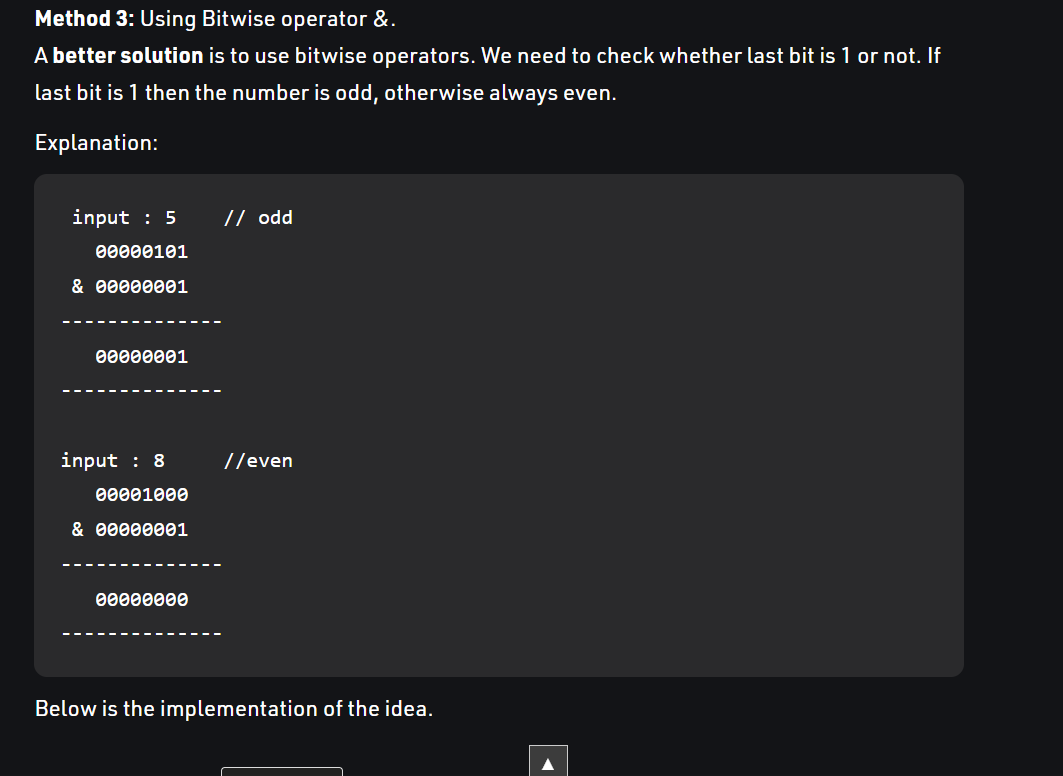 Method 3: Using Bitwise operator &.
A better solution is to use bitwise operators. We need to check whether last bit is 1 or not. If
last bit is 1 then the number is odd, otherwise always even.
Explanation:
input : 5    // odd
00000101
& 00000001
--------------
00000001
--------------
input : 8     //even
00001000
& 00000001
--------------
00000000
--------------
Below is the implementation of the idea.